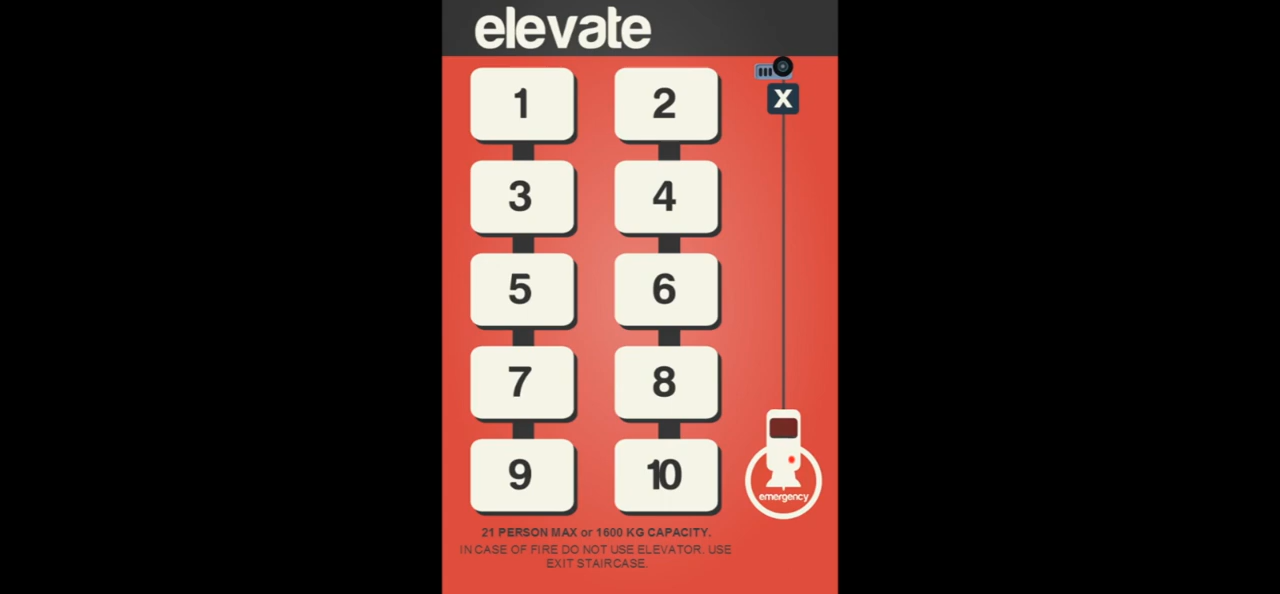 elevate
1 2
X
3 4
5 6
7 8
9 10
emergency
21 PERSON MAX or 1600 KG CAPACITY.
IN CASE OF FIRE DO NOT USE ELEVATOR. USE
EXIT STAIRCASE.